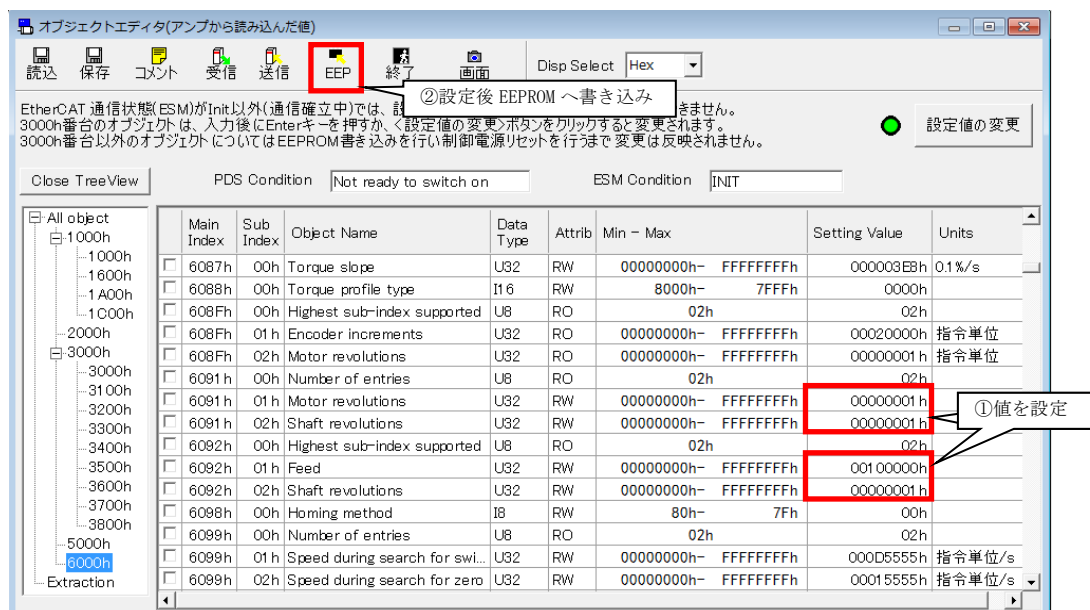 オブジェクトエディタ(アンプから読み込んだ値)
読込 保存 コメント 受信 送信 EEP 終了 画面 Disp Select Hex
②設定後 EEPROM へ書き込み
EtherCAT 通信状態(ESM)がInit以外(通信確立中)では、 きません。
3000h番台のオブジェクトは、入力後にEnterキーを押すか、<設定値の変更>ボタンをクリックすると変更されます。
3000h番台以外のオブジェクトについてはEEPROM書き込みを行い制御電源リセットを行うまで変更は反映されません。
設定値の変更
Close TreeView PDS Condition Not ready to switch on ESM Condition INIT
All object
1000h
1000h
1600h
1A00h
1C00h
2000h
3000h
3000h
3100h
3200h
3300h
3400h
3500h
3600h
3700h
3800h
5000h
6000h
Extraction
Main Index Sub Index Object Name Data Type Attrib Min - Max Setting Value Units
6087h 00h Torque slope U32 RW 00000000h- FFFFFFFFh 000003E8h 0.1%/s
6088h 00h Torque profile type I16 RW 8000h- 7FFFh 0000h
608Fh 00h Highest sub-index supported U8 RO 02h 02h
608Fh 01h Encoder increments U32 RO 00000000h- FFFFFFFFh 00020000h 指令単位
608Fh 02h Motor revolutions U32 RO 00000000h- FFFFFFFFh 00000001h 指令単位
6091h 00h Number of entries U8 RO 02h 02h
6091h 01h Motor revolutions U32 RW 00000000h- FFFFFFFFh 00000001h
6091h 02h Shaft revolutions U32 RW 00000000h- FFFFFFFFh 00000001h
6092h 00h Highest sub-index supported U8 RO 02h 02h
6092h 01h Feed U32 RW 00000000h- FFFFFFFFh 00100000h
6092h 02h Shaft revolutions U32 RW 00000000h- FFFFFFFFh 00000001h
6098h 00h Homing method I8 RW 80h- 7Fh 00h
6099h 00h Number of entries U8 RO 02h 02h
6099h 01h Speed during search for swi... U32 RW 00000000h- FFFFFFFFh 000D5555h 指令単位/s
6099h 02h Speed during search for zero U32 RW 00000000h- FFFFFFFFh 00015555h 指令単位/s
①値を設定